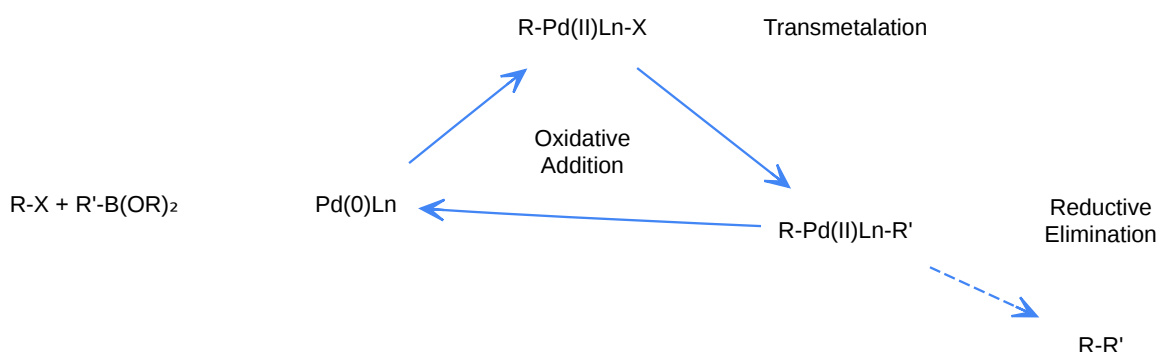 R-Pd(II)Ln-X
Transmetalation
Oxidative
Addition
R-X + R'-B(OR)₂
Pd(0)Ln
R-Pd(II)Ln-R'
Reductive
Elimination
R-R'